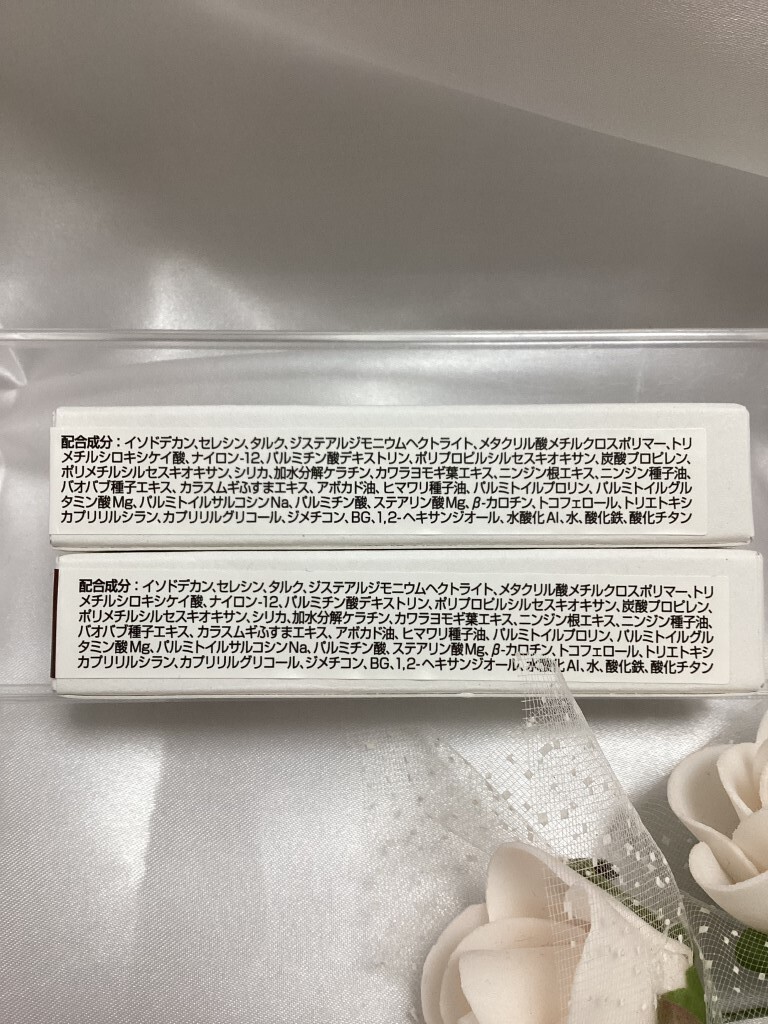 配合成分：イソドデカン、セレシン、タルク、ジステアルジモニウムヘクトライト、メタクリル酸メチルクロスポリマー、トリ
メチルシロキシケイ酸、ナイロン-12、パルミチン酸デキストリン、ポリプロピルシルセスキオキサン、炭酸プロピレン、
ポリメチルシルセスキオキサン、シリカ、加水分解ケラチン、カワラヨモギ葉エキス、ニンジン根エキス、ニンジン種子油、
バオバブ種子エキス、カラスムギふすまエキス、アボカド油、ヒマワリ種子油、パルミトイルプロリン、パルミトイルグル
タミン酸Mg、パルミトイルサルコシンNa、パルミチン酸、ステアリン酸Mg、β-カロチン、トコフェロール、トリエトキシ
カプリリルシラン、カプリリルグリコール、ジメチコン、BG、1,2-ヘキサンジオール、水酸化Al、水、酸化鉄、酸化チタン
配合成分：イソドデカン、セレシン、タルク、ジステアルジモニウムヘクトライト、メタクリル酸メチルクロスポリマー、トリ
メチルシロキシケイ酸、ナイロン-12、パルミチン酸デキストリン、ポリプロピルシルセスキオキサン、炭酸プロピレン、
ポリメチルシルセスキオキサン、シリカ、加水分解ケラチン、カワラヨモギ葉エキス、ニンジン根エキス、ニンジン種子油、
バオバブ種子エキス、カラスムギふすまエキス、アボカド油、ヒマワリ種子油、パルミトイルプロリン、パルミトイルグル
タミン酸Mg、パルミトイルサルコシンNa、パルミチン酸、ステアリン酸Mg、β-カロチン、トコフェロール、トリエトキシ
カプリリルシラン、カプリリルグリコール、ジメチコン、BG、1,2-ヘキサンジオール、水酸化Al、水、酸化鉄、酸化チタン